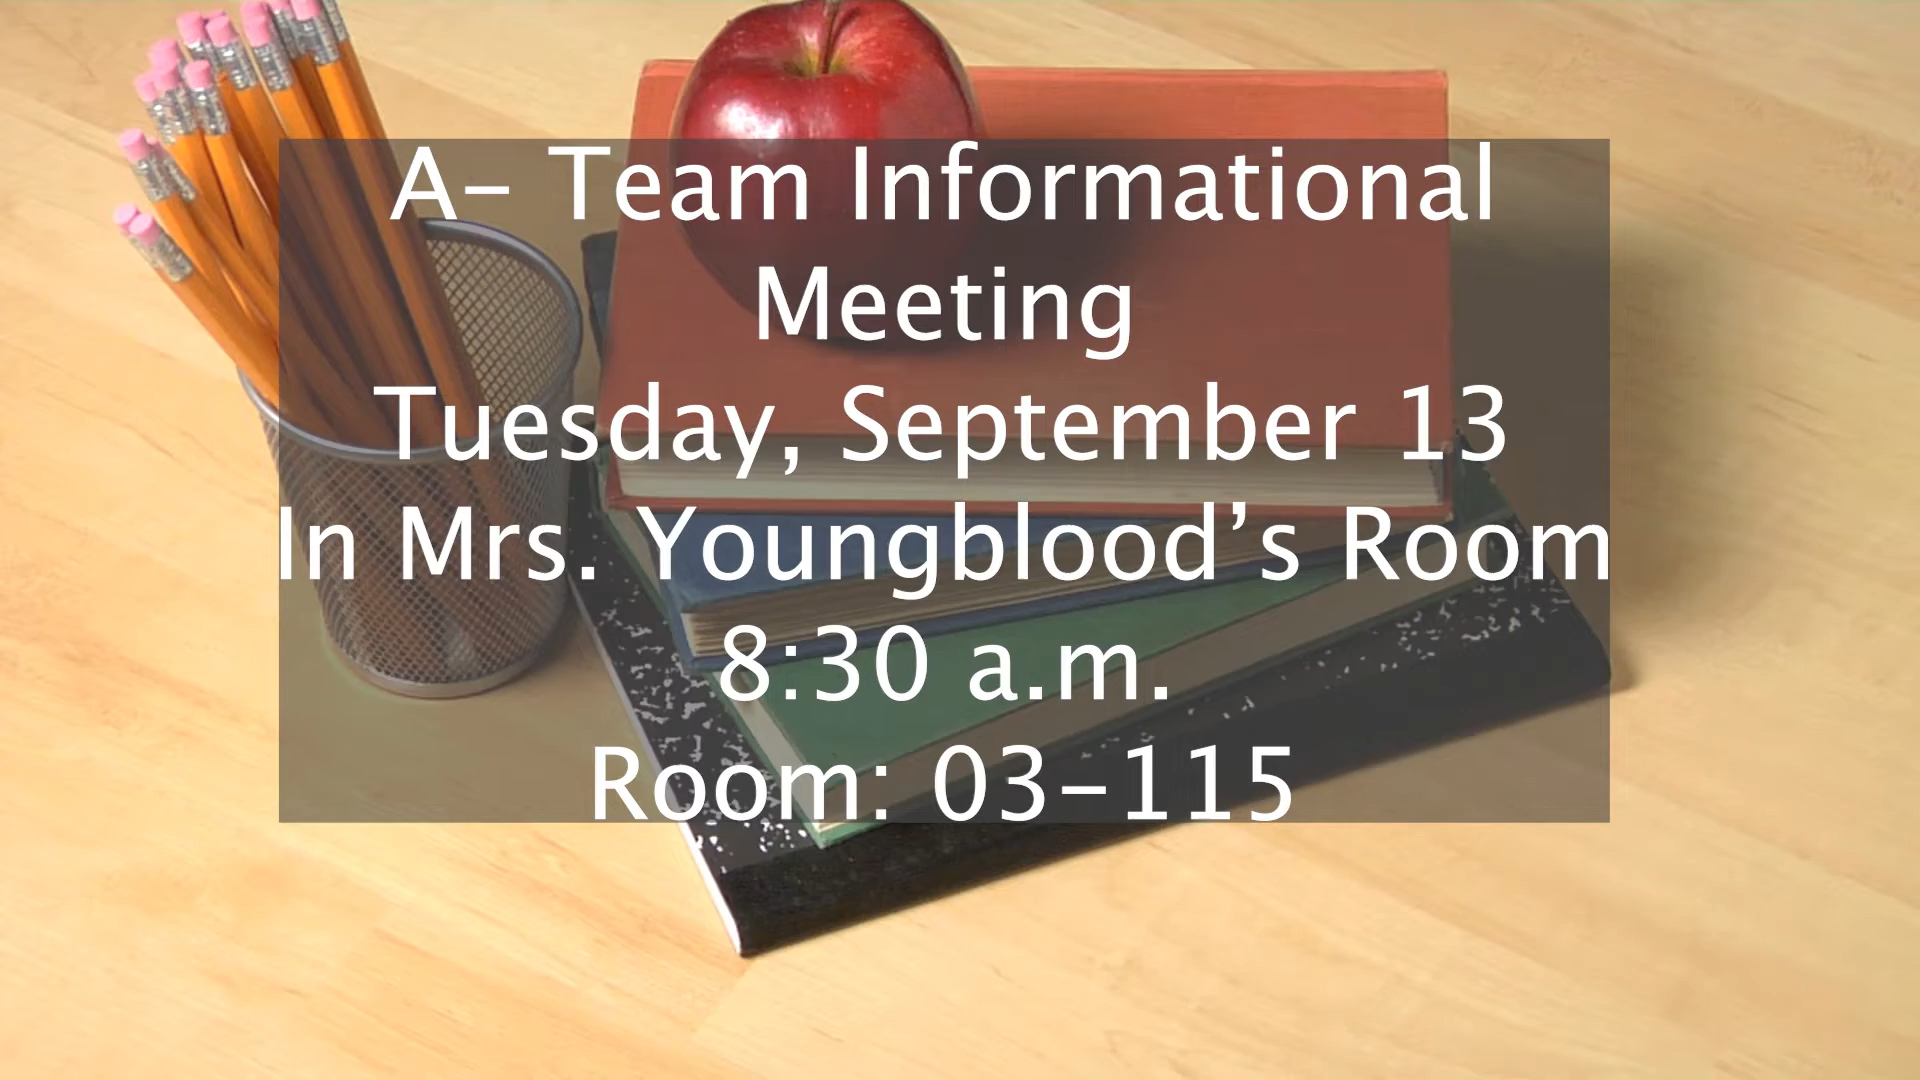 A- Team Informational
Meeting
Tuesday, September 13
In Mrs. Youngblood’s Room
8:30 a.m.
Room: 03-115